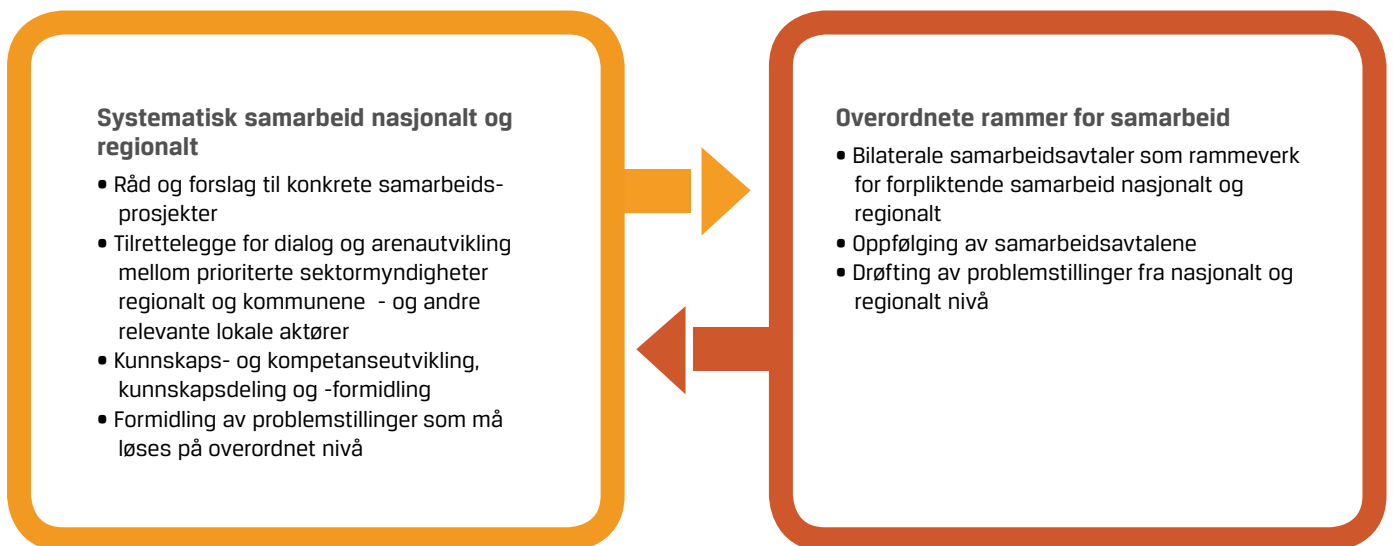 Systematisk samarbeid nasjonalt og
regionalt
• Råd og forslag til konkrete samarbeids-
prosjekter
• Tilrettelegge for dialog og arenautvikling
mellom prioriterte sektormyndigheter
regionalt og kommunene - og andre
relevante lokale aktører
• Kunnskaps- og kompetanseutvikling,
kunnskapsdeling og -formidling
• Formidling av problemstillinger som må
løses på overordnet nivå
Overordnete rammer for samarbeid
• Bilaterale samarbeidsavtaler som rammeverk
for forpliktende samarbeid nasjonalt og
regionalt
• Oppfølging av samarbeidsavtalene
• Drøfting av problemstillinger fra nasjonalt og
regionalt nivå